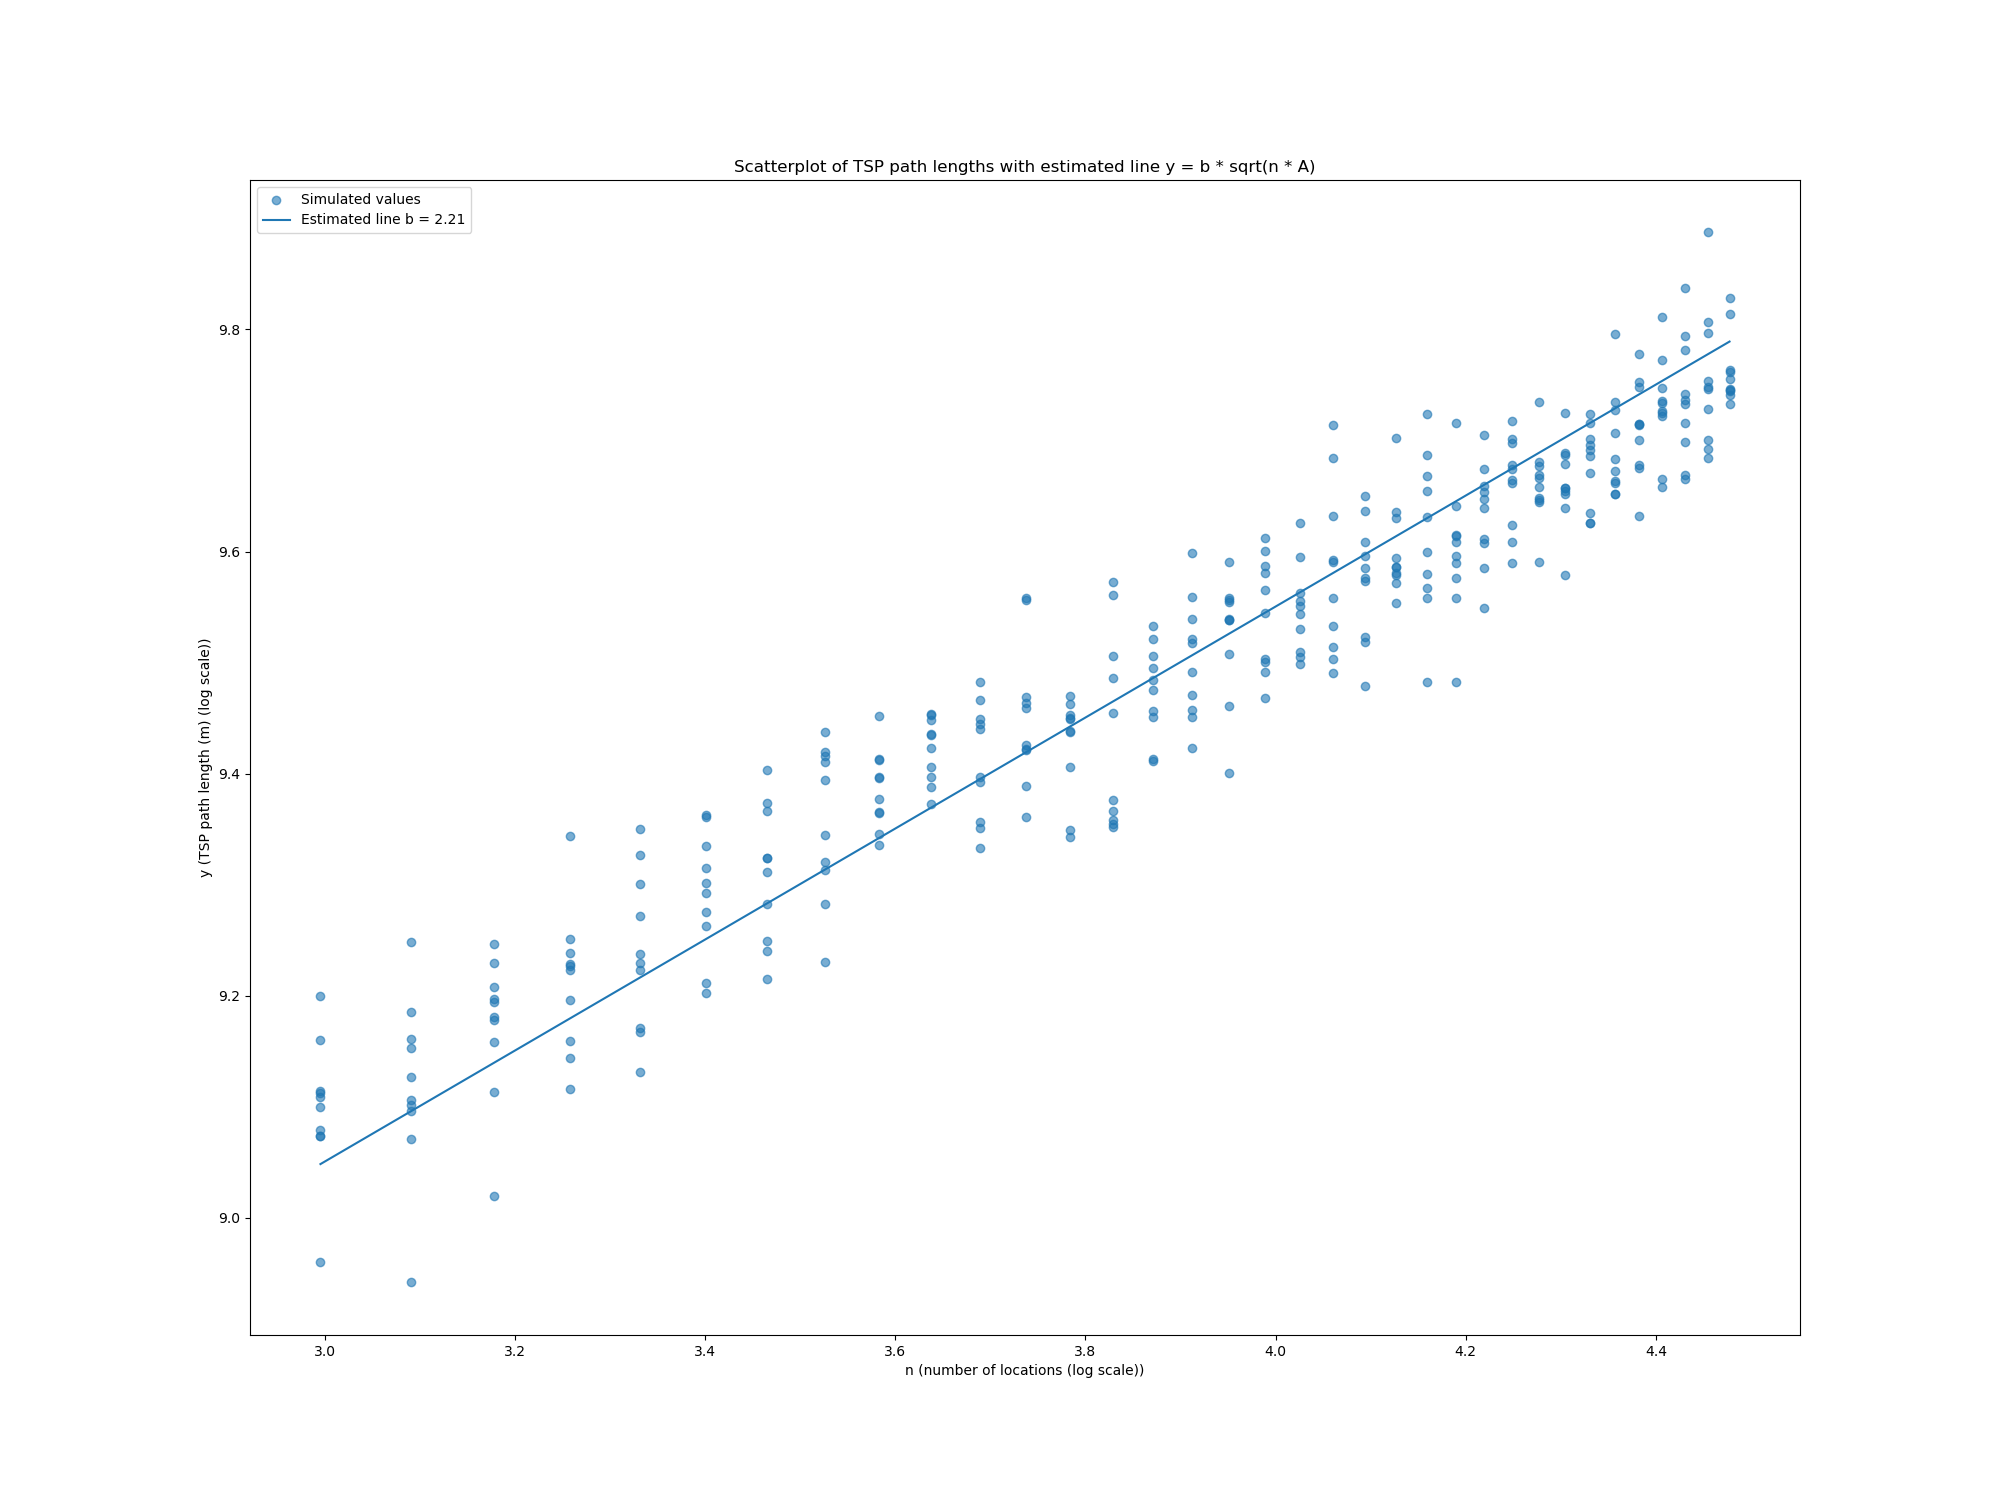 Scatterplot of TSP path lengths with estimated line y = b * sqrt(n * A)
Simulated values
Estimated line b = 2.21
9.8
9.6
9.4
9.2
9.0
y (TSP path length (m) (log scale))
3.0 3.2 3.4 3.6 3.8 4.0 4.2 4.4
n (number of locations (log scale))